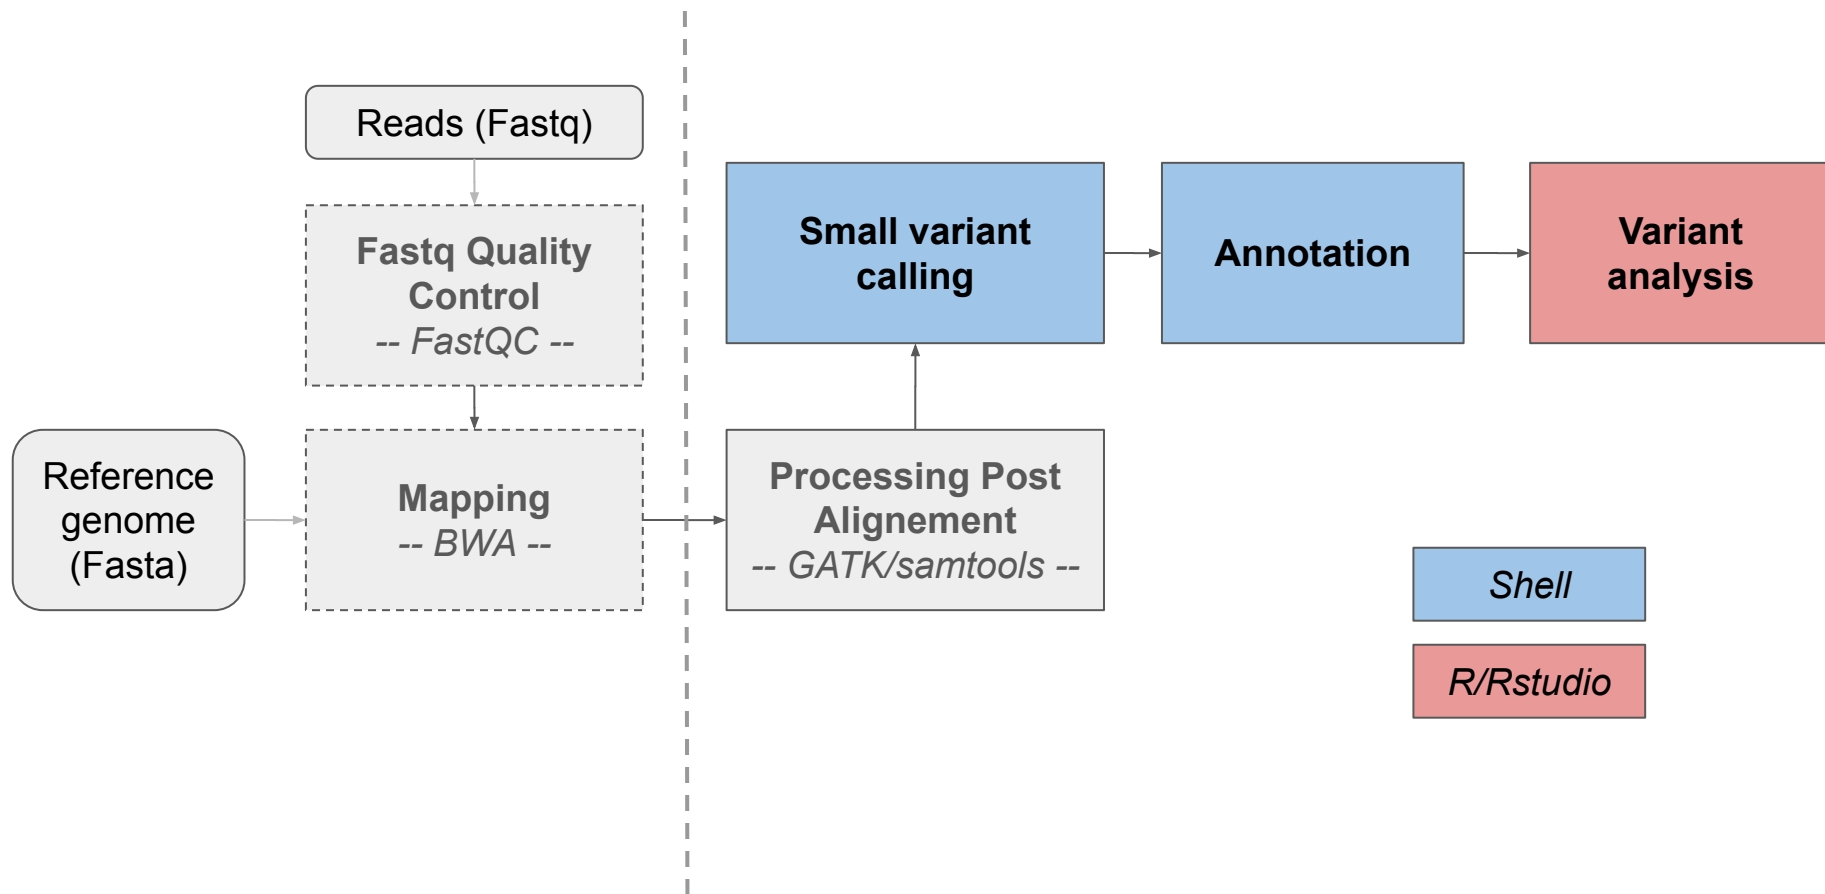 Reads (Fastq)
Fastq Quality
Control
-- FastQC --
Reference
genome
(Fasta)
Mapping
-- BWA --
Processing Post
Alignement
-- GATK/samtools --
Small variant
calling
Annotation
Variant
analysis
Shell
R/Rstudio